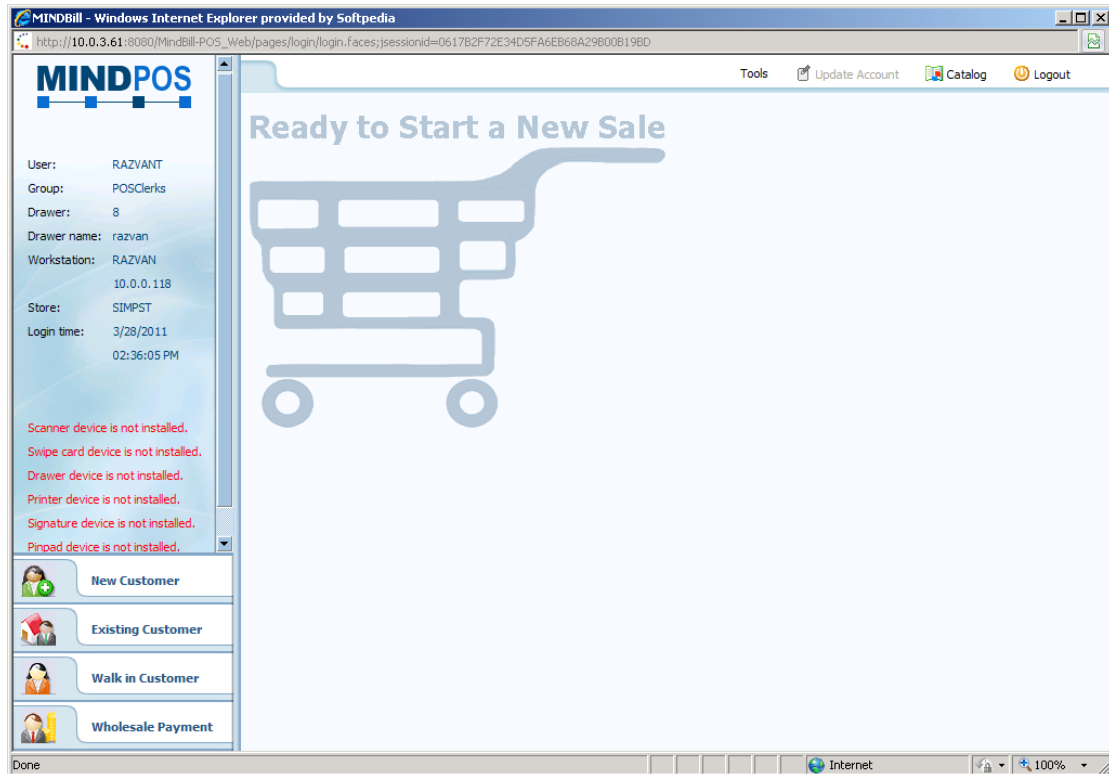 MINDBill - Windows Internet Explorer provided by Softpedia
http://10.0.3.61:8080/MindBill-POS_Web/pages/login/login.faces;jsessionid=0617B2F72E34D5FA6EB68A29B00B19BD
MINDPOS
Tools Update Account Catalog Logout
Ready to Start a New Sale
User: RAZVANT
Group: POSClerks
Drawer: 8
Drawer name: razvan
Workstation: RAZVAN
10.0.0.118
Store: SIMPST
Login time: 3/28/2011
02:36:05 PM
Scanner device is not installed.
Swipe card device is not installed.
Drawer device is not installed.
Printer device is not installed.
Signature device is not installed.
Pinpad device is not installed.
New Customer
Existing Customer
Walk in Customer
Wholesale Payment
Done Internet 100%